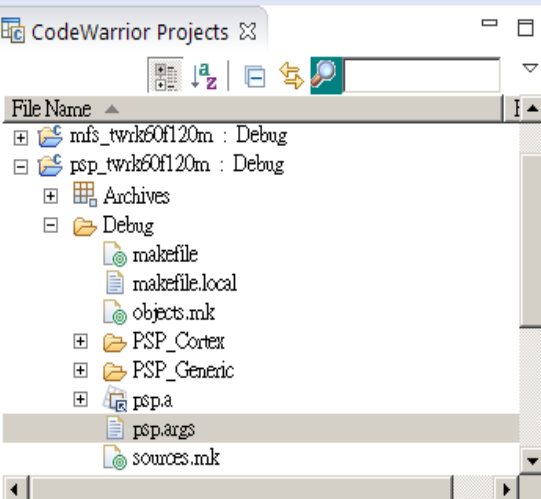 CodeWarrior Projects
File Name
mfs_twrk60f120m : Debug
psp_twrk60f120m : Debug
Archives
Debug
makefile
makefile.local
objects.mk
PSP_Cortex
PSP_Generic
psp.a
psp.args
sources.mk